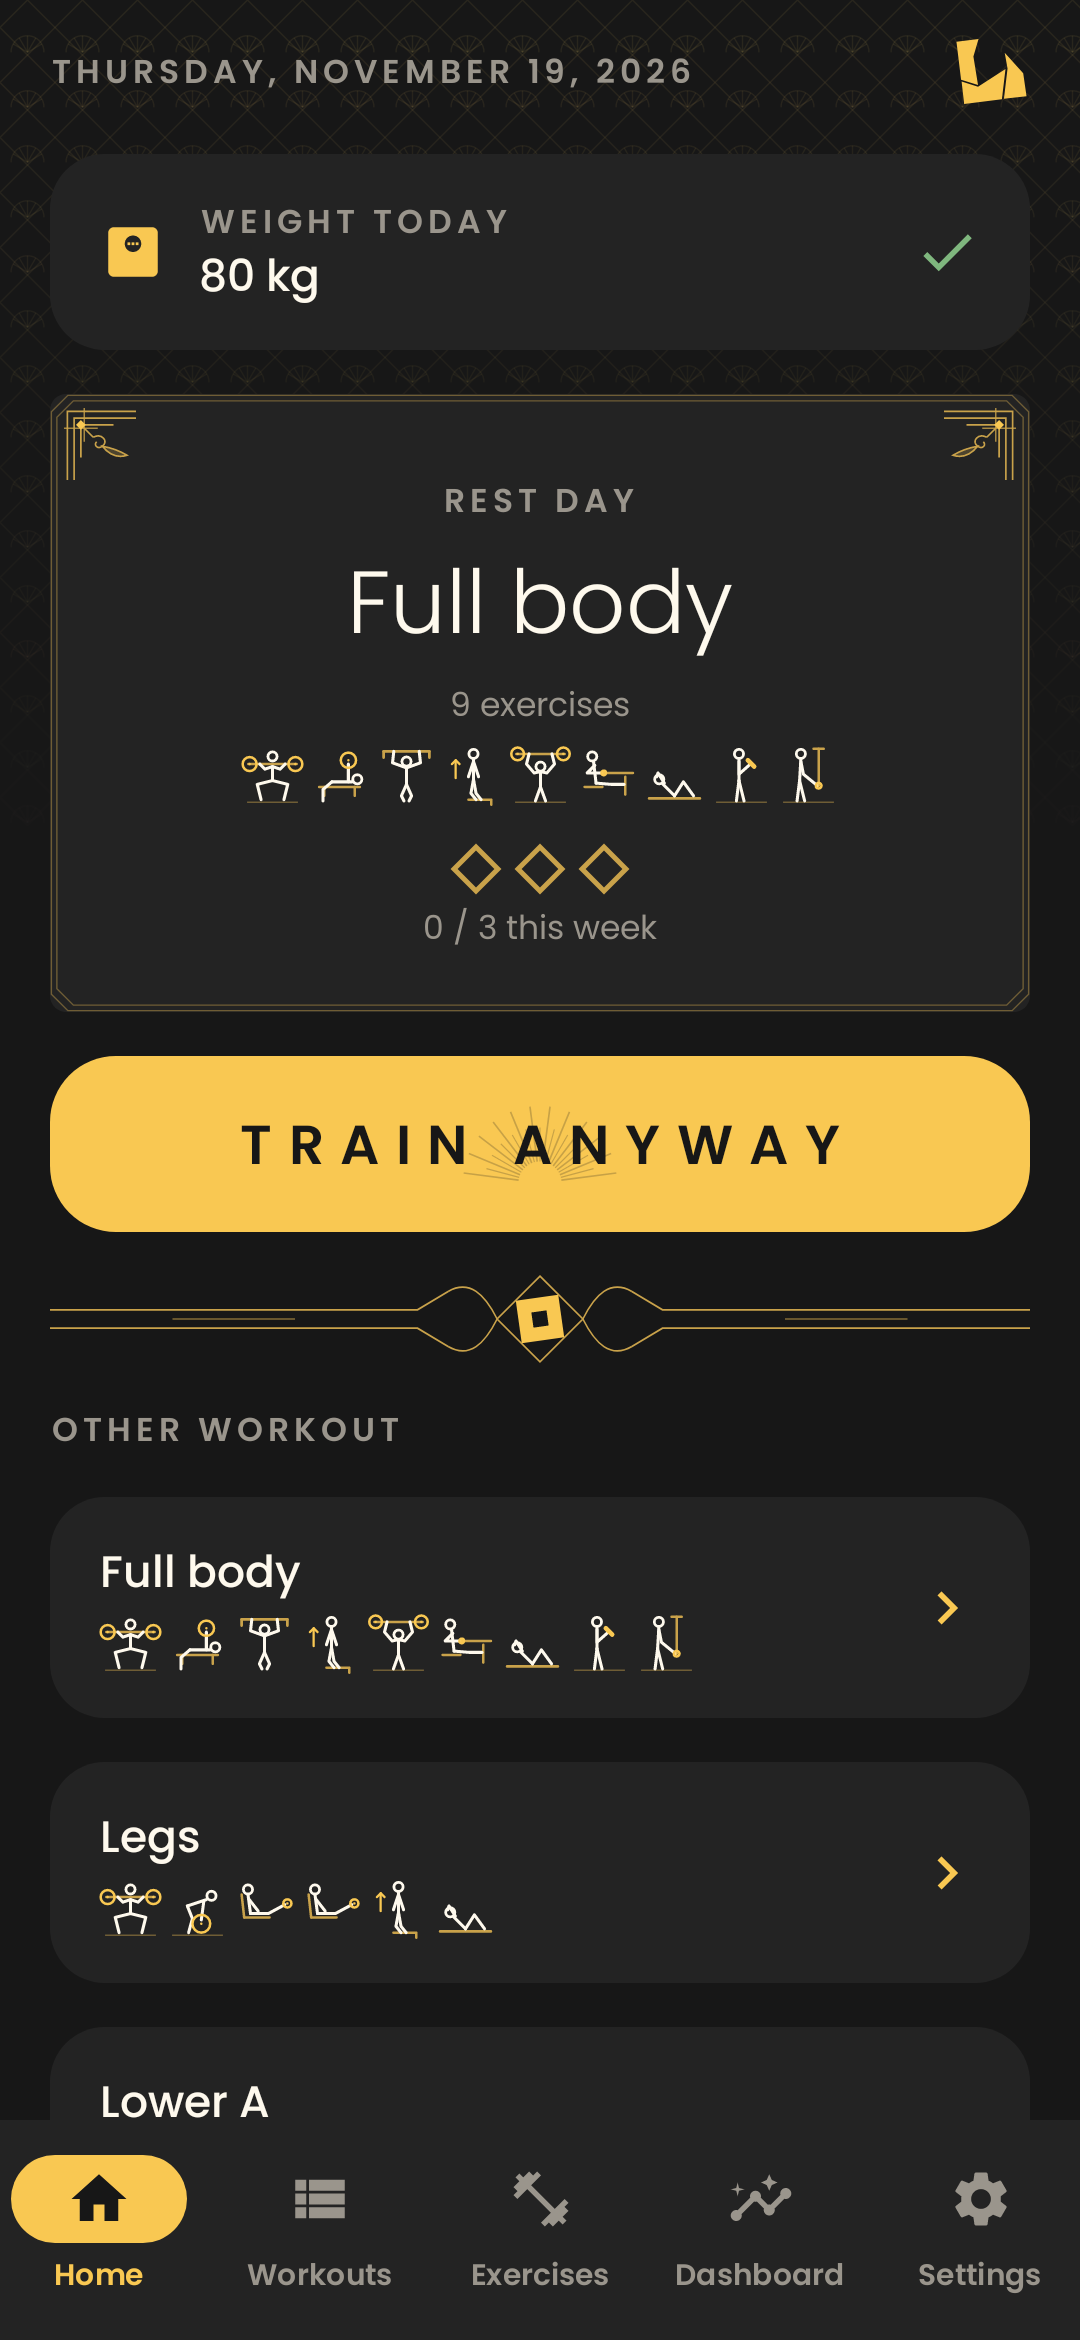 THURSDAY, NOVEMBER 19, 2026
WEIGHT TODAY
80 kg
REST DAY
Full body
9 exercises
0 / 3 this week
TRAIN ANYWAY
OTHER WORKOUT
Full body
Legs
Lower A
Home
Workouts
Exercises
Dashboard
Settings